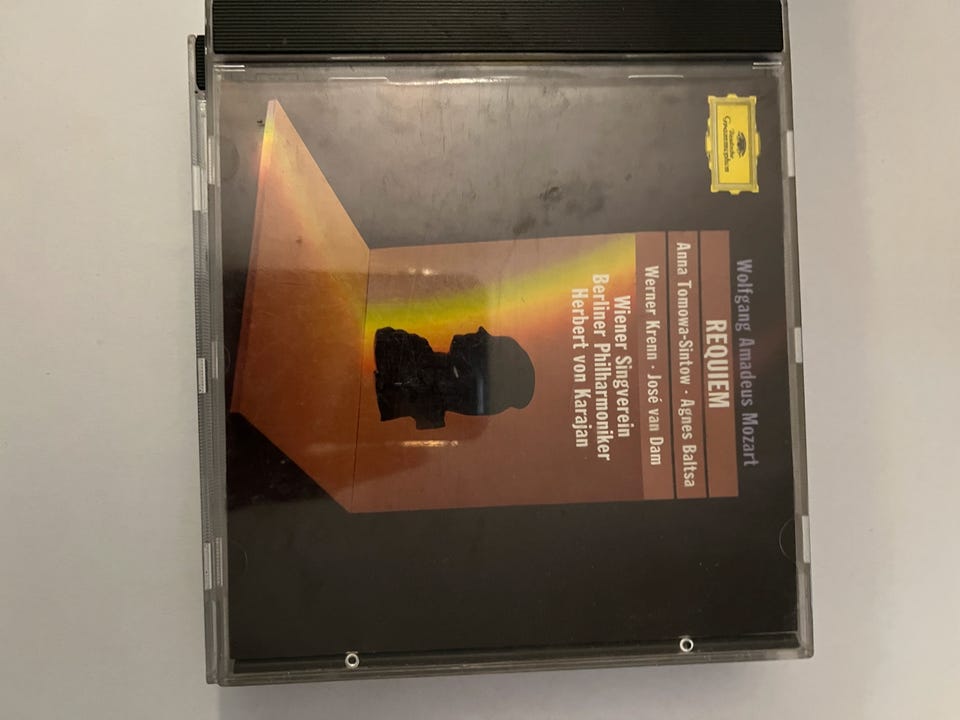 Deutsche
Grammophon
Wolfgang Amadeus Mozart
REQUIEM
Anna Tomowa-Sintow · Agnes Baltsa
Werner Krenn · José van Dam
Wiener Singverein
Berliner Philharmoniker
Herbert von Karajan